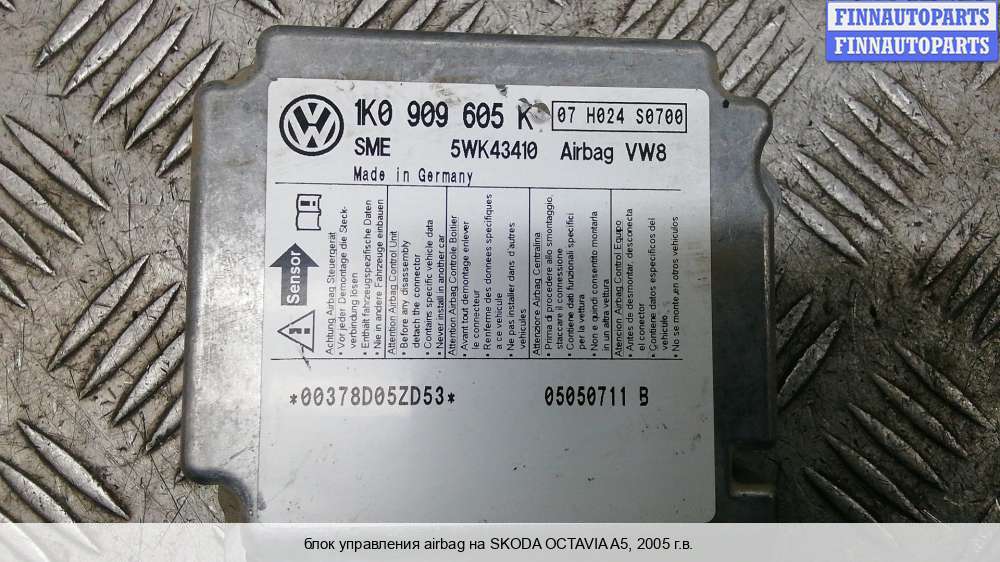 FINNAUTOPARTS
FINNAUTOPARTS
1K0 909 605 K
07 H024 S0700
SME 5WK43410 Airbag VW8
Made in Germany
Sensor
Achtung Airbag Steuergerät
• Vor jeder Demontage die Steck-
verbindung lösen
• Enthält fahrzeugspezifische Daten
• Nie in andere Fahrzeuge einbauen
Attention Airbag Control Unit
• Before any disassembly
detach the connector
• Contains specific vehicle data
• Never install in another car
Attention Airbag Controle Boitier
• Avant tout demontage enlever
le connecteur
• Renferme des donnees specifiques
a ce vehicule
• Ne pas installer dans d'autres
vehicules
Attenzione Airbag Centralina
• Prima di procedere allo smontaggio,
staccare il connessione
• Contiene dati funzionali specifici
per la vettura
• Non e quindi consentito montarla
in un altra vettura
Atencion Airbag Control Equipo
• Antes de desmontar desconecta
el conector
• Contiene datos especificos del
vehiculo,
• No se monte en otros vehiculos
*00378D05ZD53* 05050711 B
блок управления airbag на SKODA OCTAVIA A5, 2005 г.в.